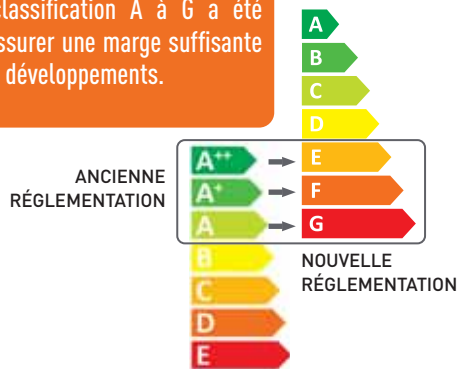 classification A à G a été
ssurer une marge suffisante
développements.
A
B
C
D
ANCIENNE
RÉGLEMENTATION
A++ E
A+ F
A G
B
C
D
E
NOUVELLE
RÉGLEMENTATION